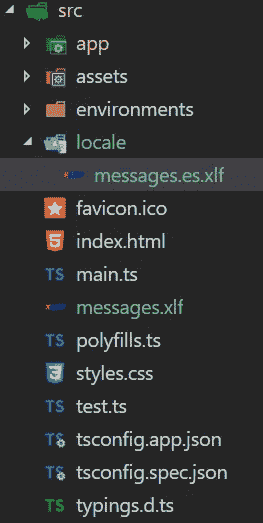 src
app
assets
environments
locale
messages.es.xlf
favicon.ico
index.html
TS main.ts
messages.xlf
TS polyfills.ts
styles.css
TS test.ts
TS tsconfig.app.json
TS tsconfig.spec.json
TS typings.d.ts